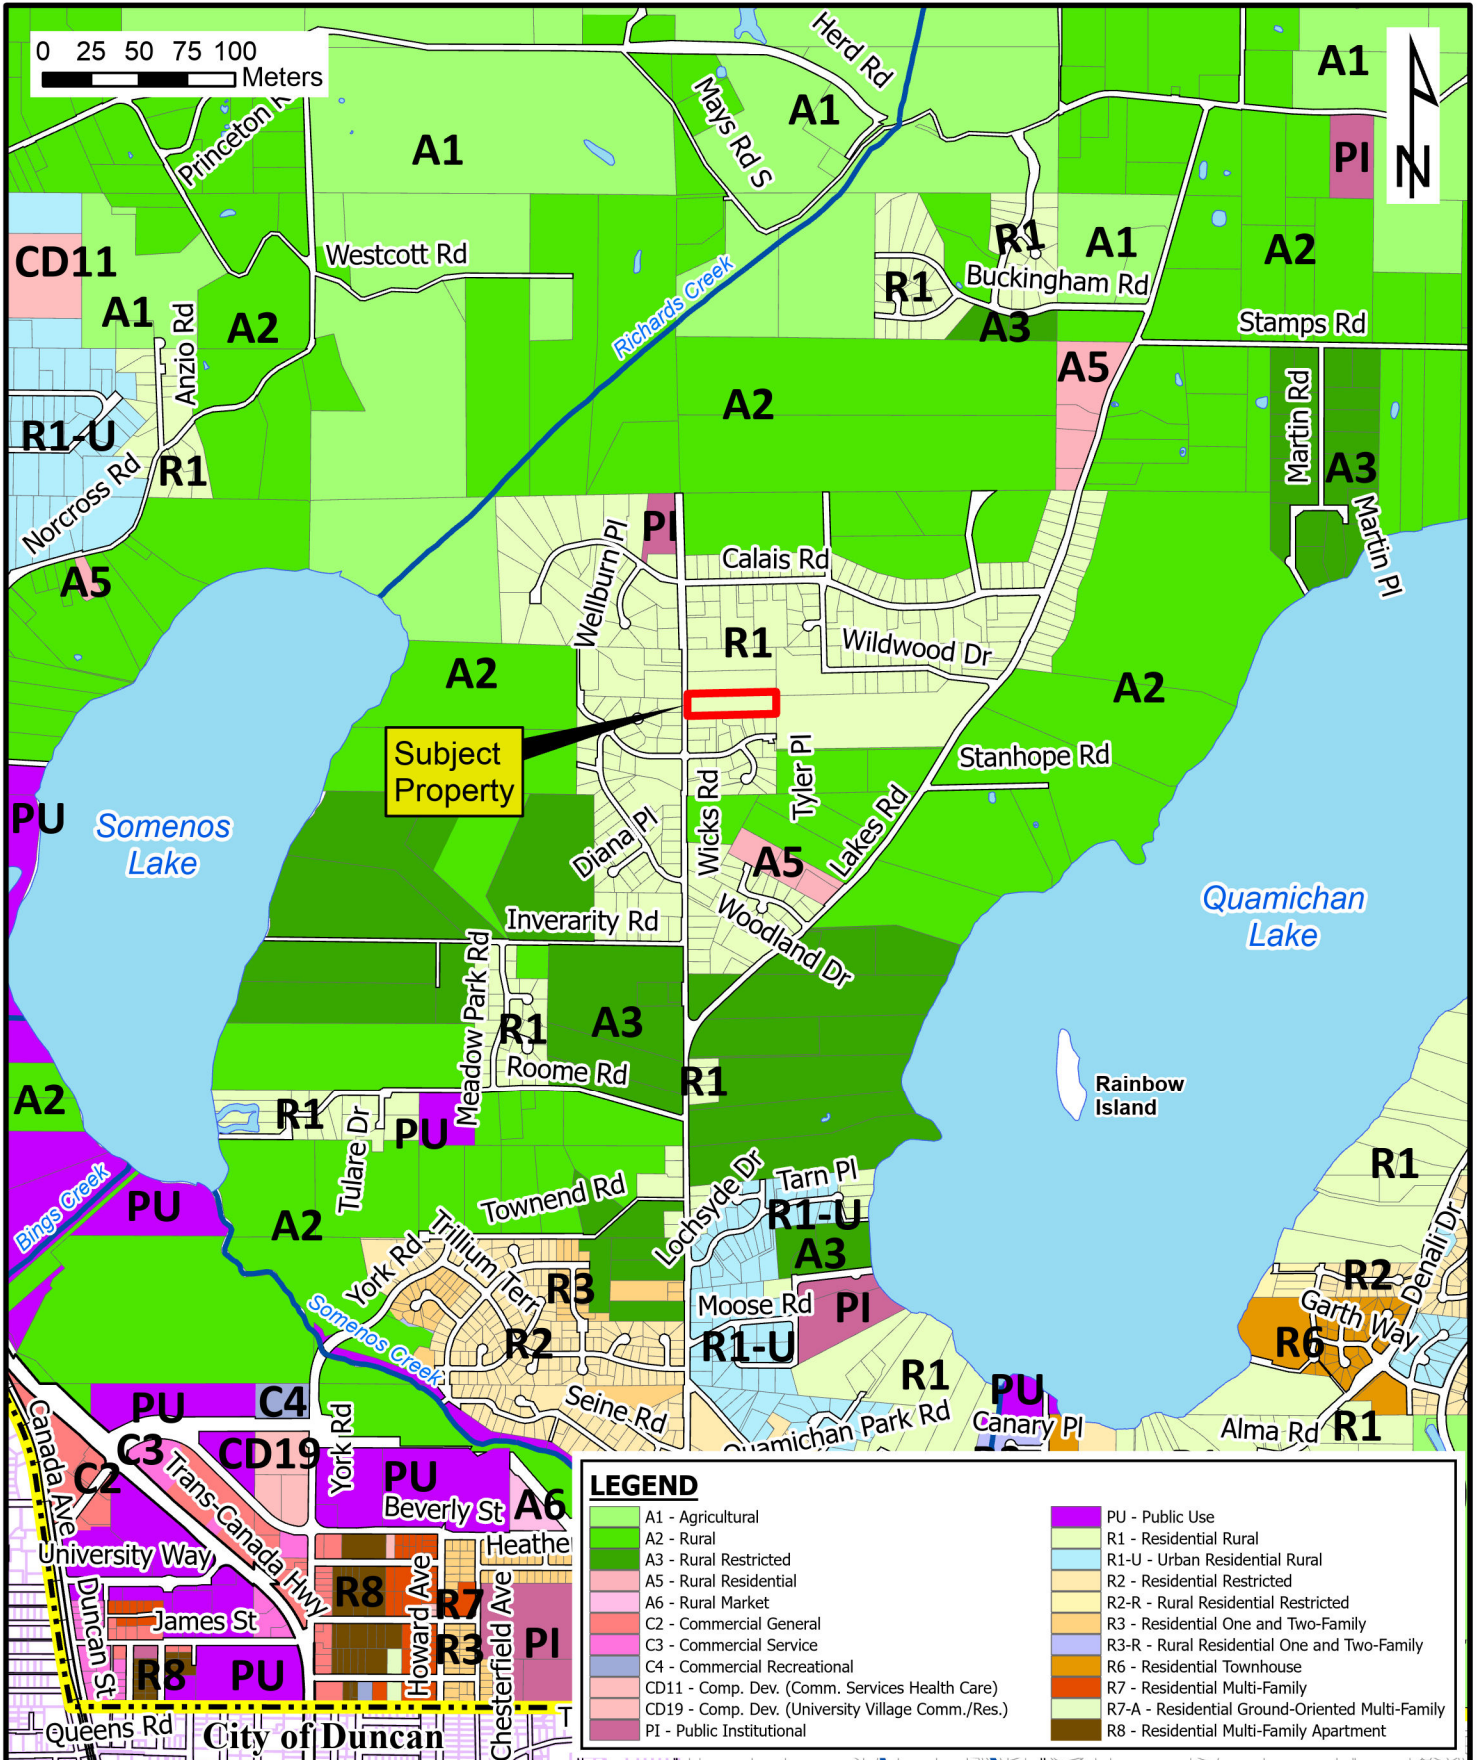 0 25 50 75 100
Meters
Herd Rd
A1
N
Princeton
A1
Mays Rd S
A1
PI
CD11
Westcott Rd
R1
A1
A2
A1
Anzio Rd
A2
Richards Creek
R1
Buckingham Rd
A3
Stamps Rd
A5
A2
Martin Rd
R1-U
Norcross Rd
R1
A3
Martin Pl
PI
Wellburn Pl
Calais Rd
A5
R1
Wildwood Dr
A2
A2
Subject
Property
Tyler Pl
Stanhope Rd
PU
Somenos
Lake
Diana Pl
Wicks Rd
A5
Lakes Rd
Quamichan
Lake
Inverarity Rd
Woodland Dr
Meadow Park Rd
R1
A3
Roome Rd
R1
Rainbow
Island
A2
R1
Tulare Dr
PU
R1
Bings Creek
PU
A2
Townend Rd
Lochsyde Dr
Tarn Pl
R1-U
A3
York Rd
Trillium Terr
R3
R2
Denali Dr
Somenos Creek
Moose Rd
PI
Garth Way
R2
R1-U
R6
R1
PU
C4
Seine Rd
PU
Canary Pl
Alma Rd
R1
Quamichan Park Rd
Canada Ave
C3
C2
CD19
York Rd
PU
Trans-Canada Hwy
Beverly St
A6
University Way
Heathe
Duncan St
James St
R8
Howard Ave
R7
R3
Chesterfield Ave
PI
R8
PU
Queens Rd
City of Duncan
LEGEND
A1 - Agricultural
A2 - Rural
A3 - Rural Restricted
A5 - Rural Residential
A6 - Rural Market
C2 - Commercial General
C3 - Commercial Service
C4 - Commercial Recreational
CD11 - Comp. Dev. (Comm. Services Health Care)
CD19 - Comp. Dev. (University Village Comm./Res.)
PI - Public Institutional
PU - Public Use
R1 - Residential Rural
R1-U - Urban Residential Rural
R2 - Residential Restricted
R2-R - Rural Residential Restricted
R3 - Residential One and Two-Family
R3-R - Rural Residential One and Two-Family
R6 - Residential Townhouse
R7 - Residential Multi-Family
R7-A - Residential Ground-Oriented Multi-Family
R8 - Residential Multi-Family Apartment